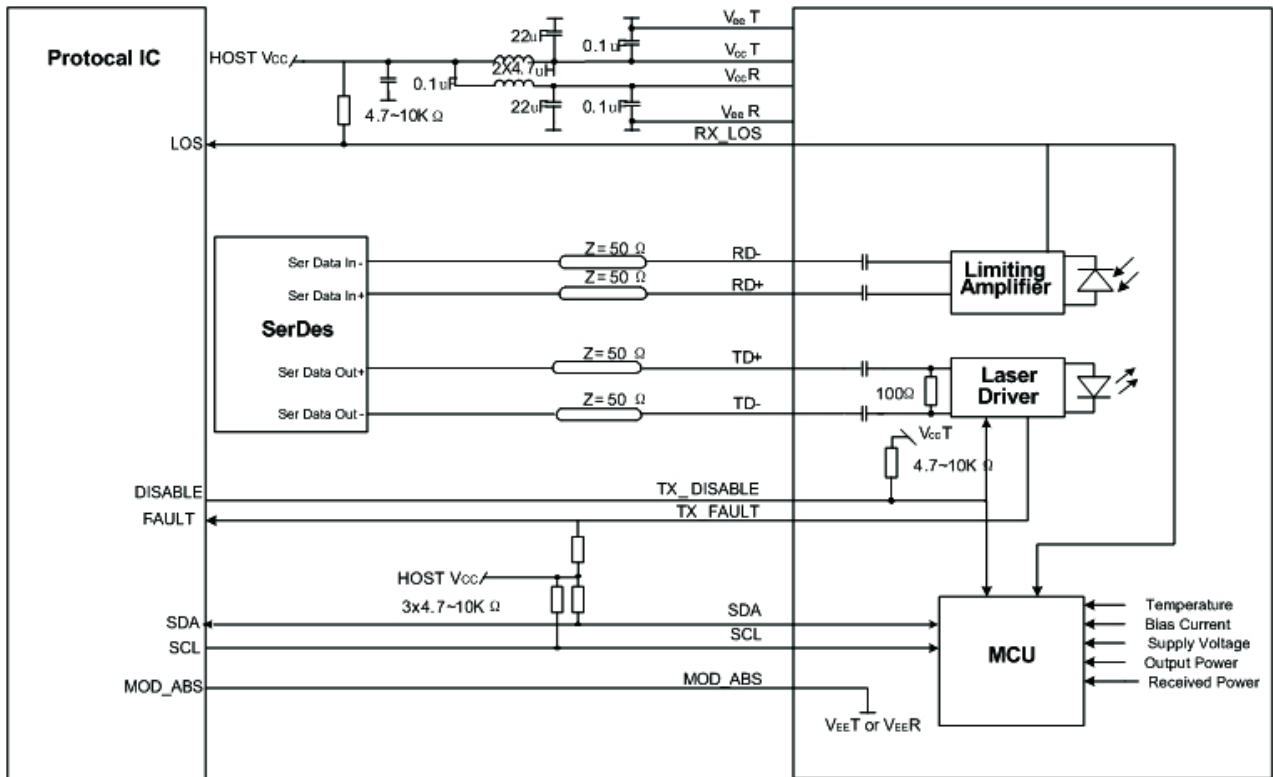 Protocal IC
HOST Vcc
22uF
0.1uF
VeeT
VccT
2X4.7uH
0.1uF
VccR
22uF
0.1uF
VeeR
4.7~10K Ω
LOS
RX_LOS
Z=50 Ω
RD-
Ser Data In-
Limiting
Amplifier
Z=50 Ω
RD+
Ser Data In+
SerDes
Z=50 Ω
TD+
Ser Data Out+
Laser
Driver
100Ω
Z=50 Ω
TD-
Ser Data Out-
VccT
4.7~10K Ω
DISABLE
TX_DISABLE
FAULT
TX_FAULT
HOST Vcc
3x4.7~10K Ω
SDA
SDA
SCL
SCL
MCU
Temperature
Bias Current
Supply Voltage
Output Power
Received Power
MOD_ABS
MOD_ABS
VEET or VEER